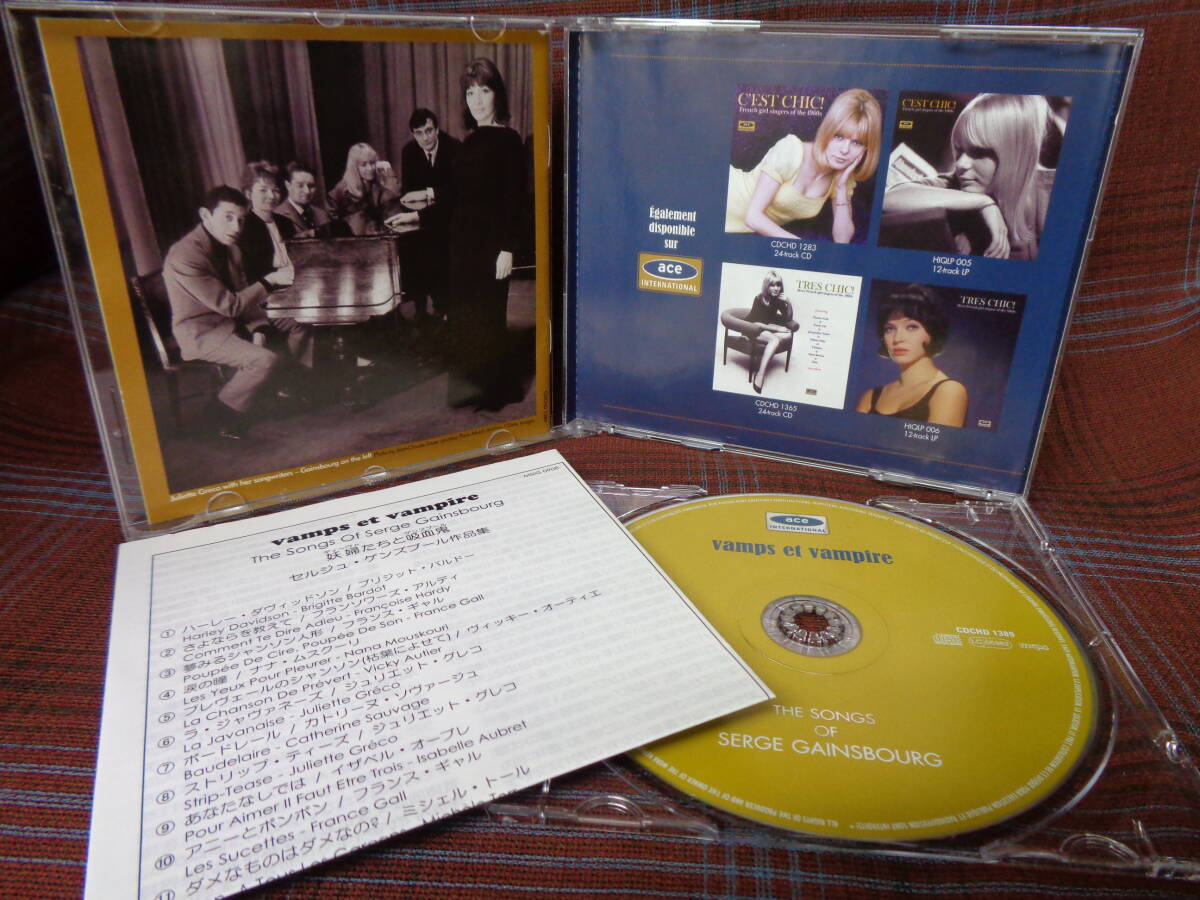 Juliette Greco with her songwriters – Gainsbourg on the left
C'EST CHIC!
French girl singers of the 1960s
CDCHD 1283
24-track CD
C'EST CHIC!
HIQLP 005
12-track LP
Également
disponible
sur
ace
INTERNATIONAL
TRES CHIC!
CDCHD 1365
24-track CD
TRES CHIC!
HIQLP 006
12-track LP
MSIG 0908
vamps et vampire
The Songs Of Serge Gainsbourg
妖婦たちと吸血鬼
セルジュ・ゲンズブール作品集
① ハーレー・ダヴィッドソン / ブリジット・バルドー
Harley Davidson - Brigitte Bardot
② さよならを教えて / フランソワーズ・アルディ
Comment Te Dire Adieu - Françoise Hardy
③ 夢みるシャンソン人形 / フランス・ギャル
Poupée De Cire, Poupée De Son - France Gall
④ 涙の瞳 / ナナ・ムスクーリ
Les Yeux Pour Pleurer - Nana Mouskouri
⑤ プレヴェールのシャンソン(枯葉によせて) / ヴィッキー・オーティエ
La Chanson De Prévert - Vicky Autier
⑥ ラ・ジャヴァネーズ / ジュリエット・グレコ
La Javanaise - Juliette Gréco
⑦ ボードレール / カトリーヌ・ソヴァージュ
Baudelaire - Catherine Sauvage
⑧ ストリップ・ティーズ / ジュリエット・グレコ
Strip-Tease - Juliette Gréco
⑨ あなたなしでは / イザベル・オーブレ
Pour Aimer Il Faut Etre Trois - Isabelle Aubret
⑩ アニーとボンボン / フランス・ギャル
Les Sucettes - France Gall
⑪ ダメなものはダメなの? / ミシェル・トール
ace
INTERNATIONAL
vamps et vampire
CDCHD 1389
THE SONGS
OF
SERGE GAINSBOURG